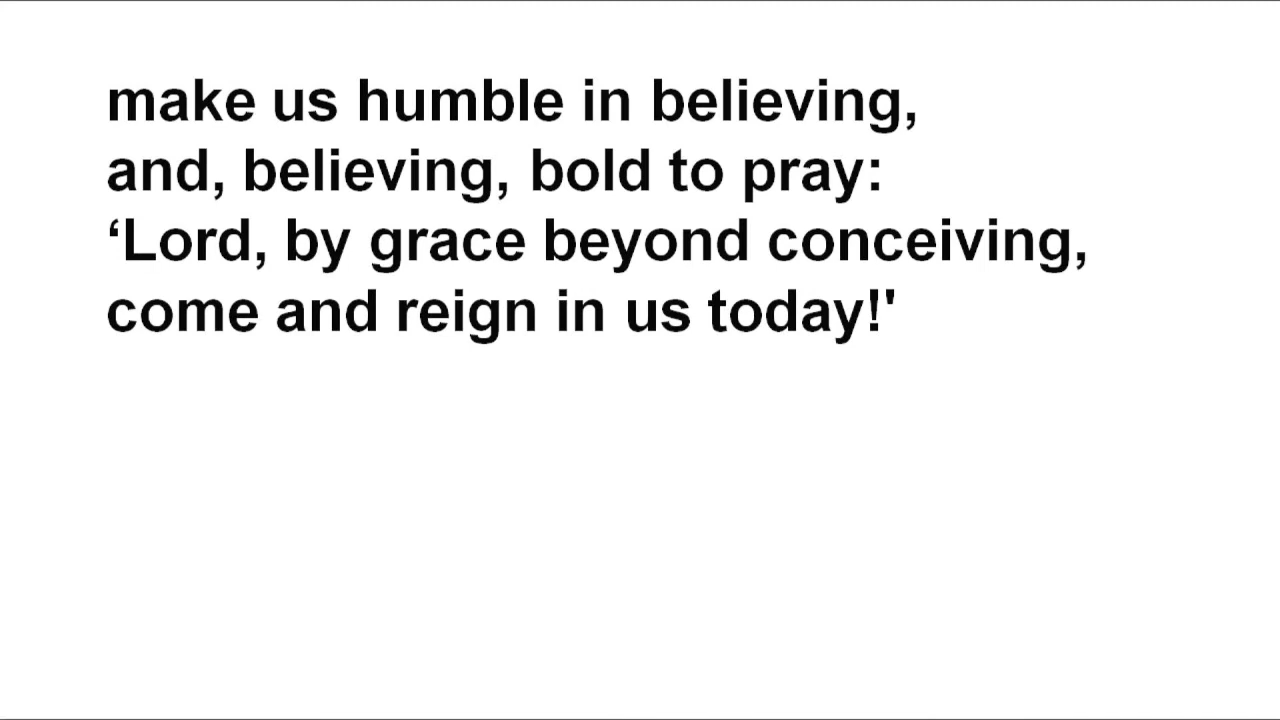 make us humble in believing,
and, believing, bold to pray:
‘Lord, by grace beyond conceiving,
come and reign in us today!'